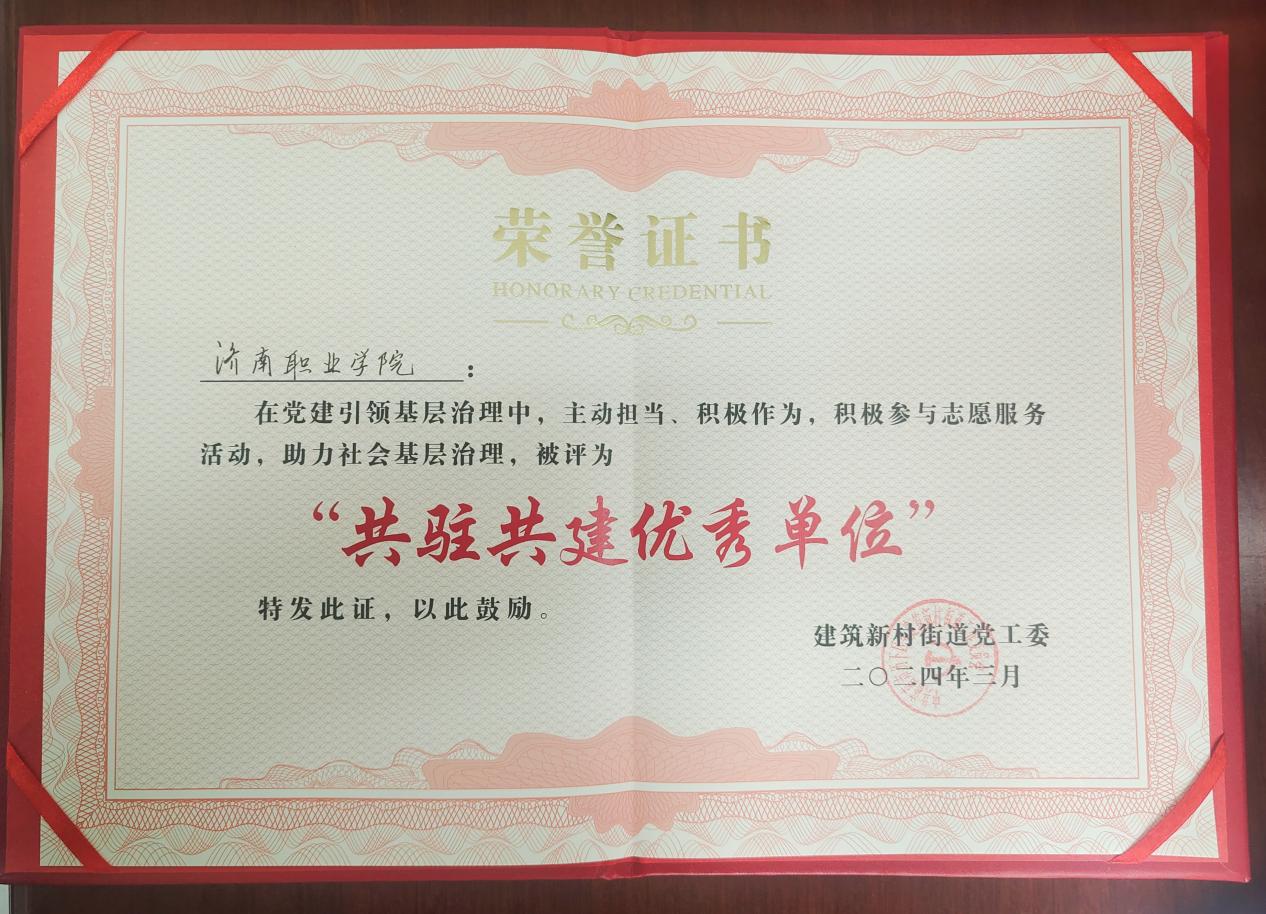 荣誉证书
HONORARY CREDENTIAL
济南职业学院：
在党建引领基层治理中，主动担当、积极作为，积极参与志愿服务
活动，助力社会基层治理，被评为
“共驻共建优秀单位”
特发此证，以此鼓励。
建筑新村街道党工委
二〇二四年三月